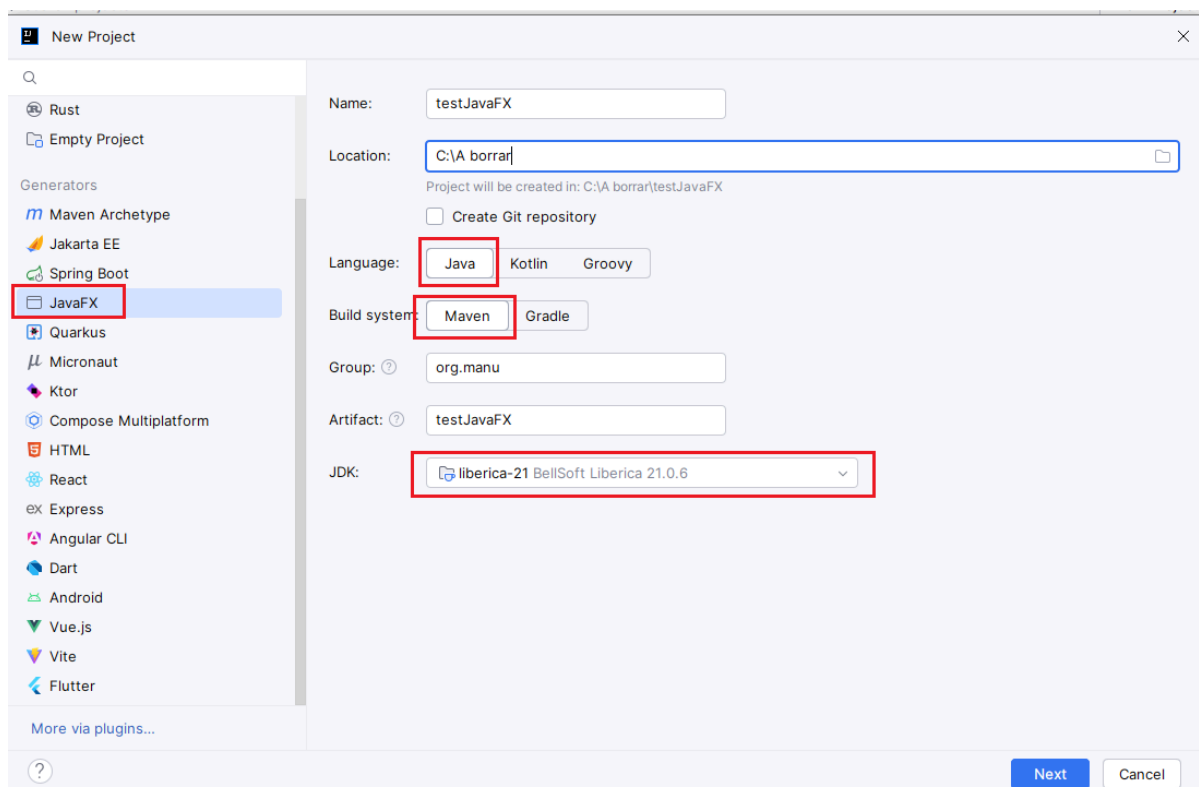 New Project
Rust
Empty Project
Generators
Maven Archetype
Jakarta EE
Spring Boot
JavaFX
Quarkus
Micronaut
Ktor
Compose Multiplatform
HTML
React
ex Express
Angular CLI
Dart
Android
Vue.js
Vite
Flutter
More via plugins...
?
Name: testJavaFX
Location: C:\A borrar
Project will be created in: C:\A borrar\testJavaFX
Create Git repository
Language: Java Kotlin Groovy
Build system: Maven Gradle
Group: ? org.manu
Artifact: ? testJavaFX
JDK: liberica-21 BellSoft Liberica 21.0.6
Next Cancel